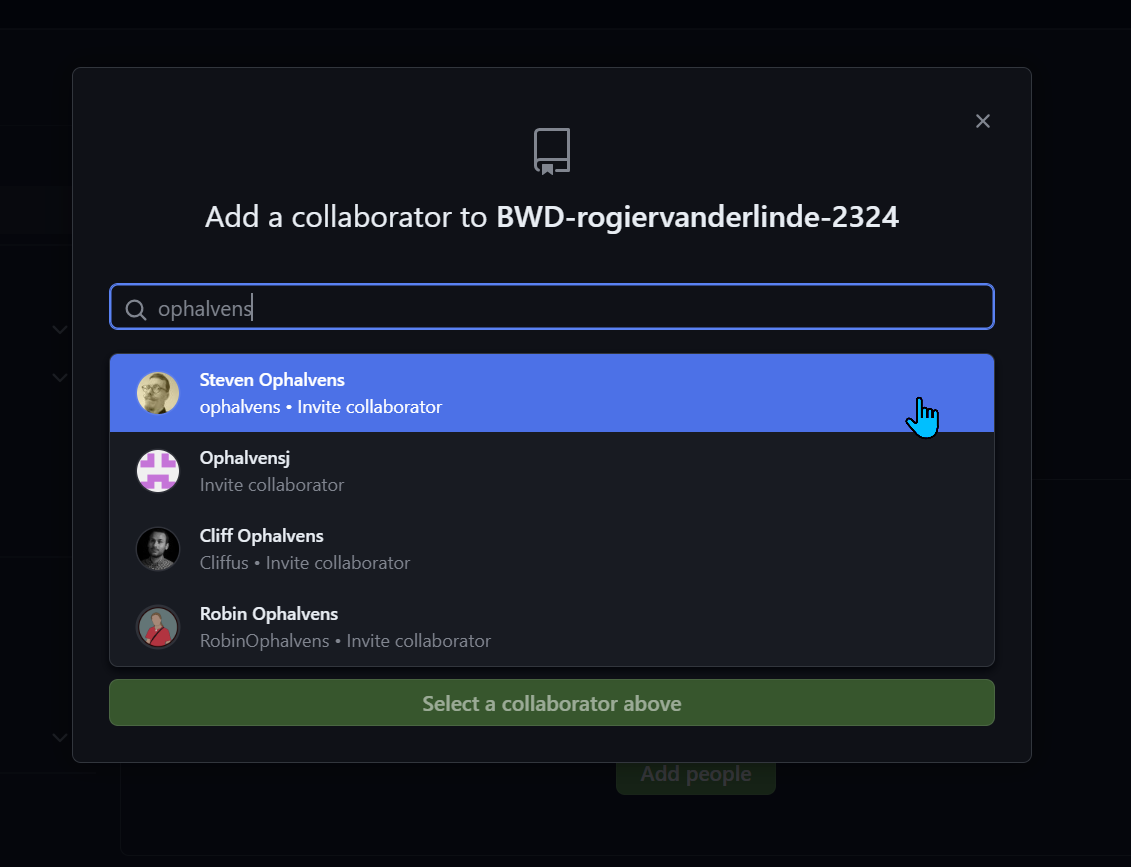 Add a collaborator to BWD-rogiervanderlinde-2324
ophalvens
Steven Ophalvens
ophalvens • Invite collaborator
Ophalvensj
Invite collaborator
Cliff Ophalvens
Cliffus • Invite collaborator
Robin Ophalvens
RobinOphalvens • Invite collaborator
Select a collaborator above
Add people